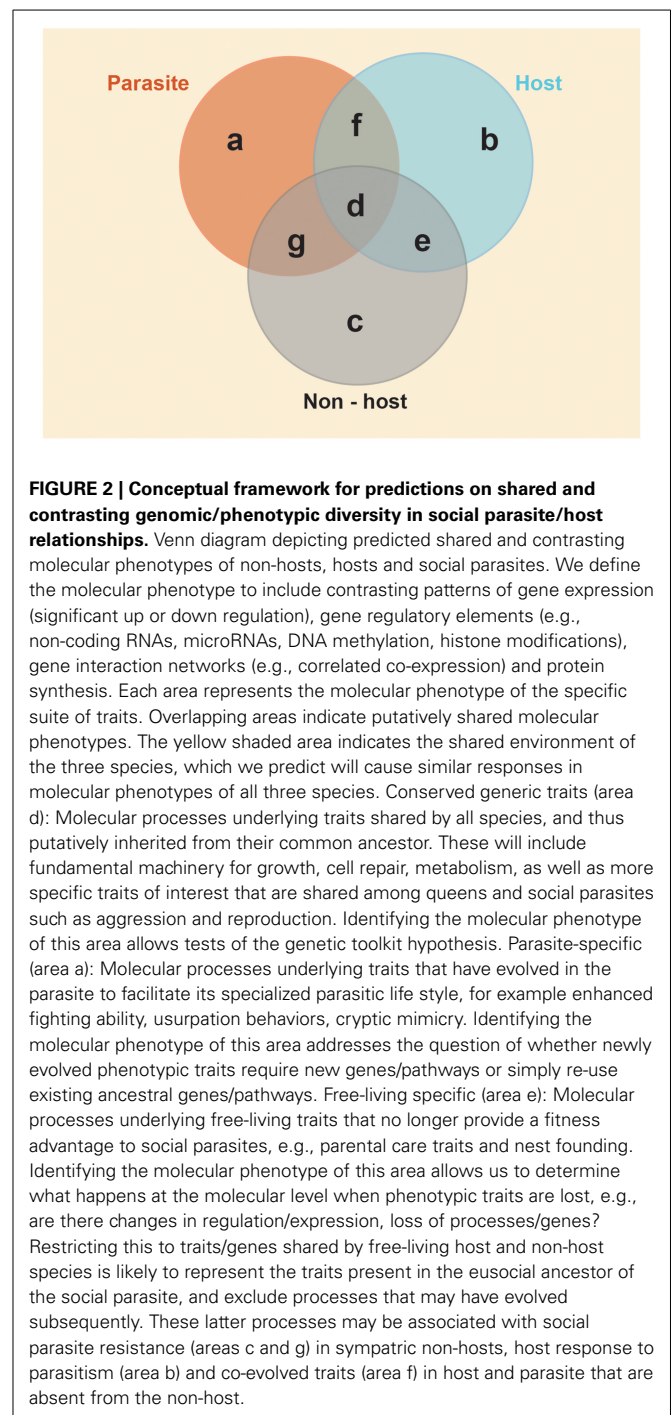 Parasite
Host
f
a
b
d
g
e
c
Non - host
FIGURE 2 | Conceptual framework for predictions on shared and
contrasting genomic/phenotypic diversity in social parasite/host
relationships. Venn diagram depicting predicted shared and contrasting
molecular phenotypes of non-hosts, hosts and social parasites. We define
the molecular phenotype to include contrasting patterns of gene expression
(significant up or down regulation), gene regulatory elements (e.g.,
non-coding RNAs, microRNAs, DNA methylation, histone modifications),
gene interaction networks (e.g., correlated co-expression) and protein
synthesis. Each area represents the molecular phenotype of the specific
suite of traits. Overlapping areas indicate putatively shared molecular
phenotypes. The yellow shaded area indicates the shared environment of
the three species, which we predict will cause similar responses in
molecular phenotypes of all three species. Conserved generic traits (area
d): Molecular processes underlying traits shared by all species, and thus
putatively inherited from their common ancestor. These will include
fundamental machinery for growth, cell repair, metabolism, as well as more
specific traits of interest that are shared among queens and social parasites
such as aggression and reproduction. Identifying the molecular phenotype
of this area allows tests of the genetic toolkit hypothesis. Parasite-specific
(area a): Molecular processes underlying traits that have evolved in the
parasite to facilitate its specialized parasitic life style, for example enhanced
fighting ability, usurpation behaviors, cryptic mimicry. Identifying the
molecular phenotype of this area addresses the question of whether newly
evolved phenotypic traits require new genes/pathways or simply re-use
existing ancestral genes/pathways. Free-living specific (area e): Molecular
processes underlying free-living traits that no longer provide a fitness
advantage to social parasites, e.g., parental care traits and nest founding.
Identifying the molecular phenotype of this area allows us to determine
what happens at the molecular level when phenotypic traits are lost, e.g.,
are there changes in regulation/expression, loss of processes/genes?
Restricting this to traits/genes shared by free-living host and non-host
species is likely to represent the traits present in the eusocial ancestor of
the social parasite, and exclude processes that may have evolved
subsequently. These latter processes may be associated with social
parasite resistance (areas c and g) in sympatric non-hosts, host response to
parasitism (area b) and co-evolved traits (area f) in host and parasite that are
absent from the non-host.